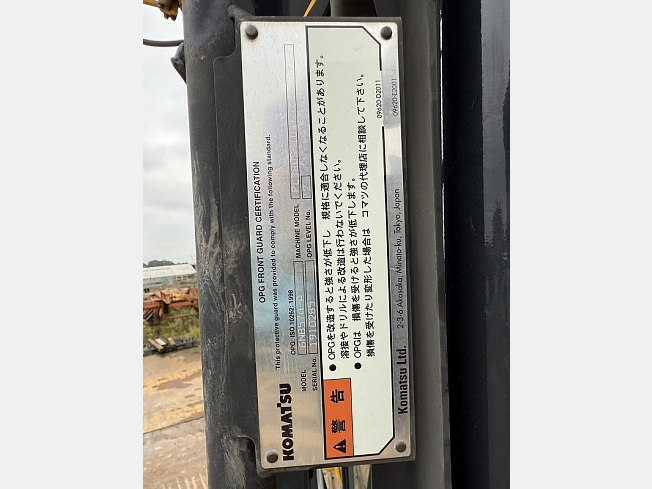 KOMATSU
OPG FRONT GUARD CERTIFICATION
This protective guard was provided to comply with the following standard.
OPG: ISO 10262: 1998
MODEL
MACHINE MODEL
SERIAL No.
OPG LEVEL No.
警告
● OPGを改造すると強さが低下し 規格に適合しなくなることがあります。
溶接やドリルによる改造は行わないでください。
● OPGは 損傷を受けると強さが低下します。
損傷を受けたり変形した場合は コマツの代理店に相談して下さい。
09620-D2011
Komatsu Ltd.
2-3-6 Akasaka, Minato-ku, Tokyo, Japan
09620-E2001